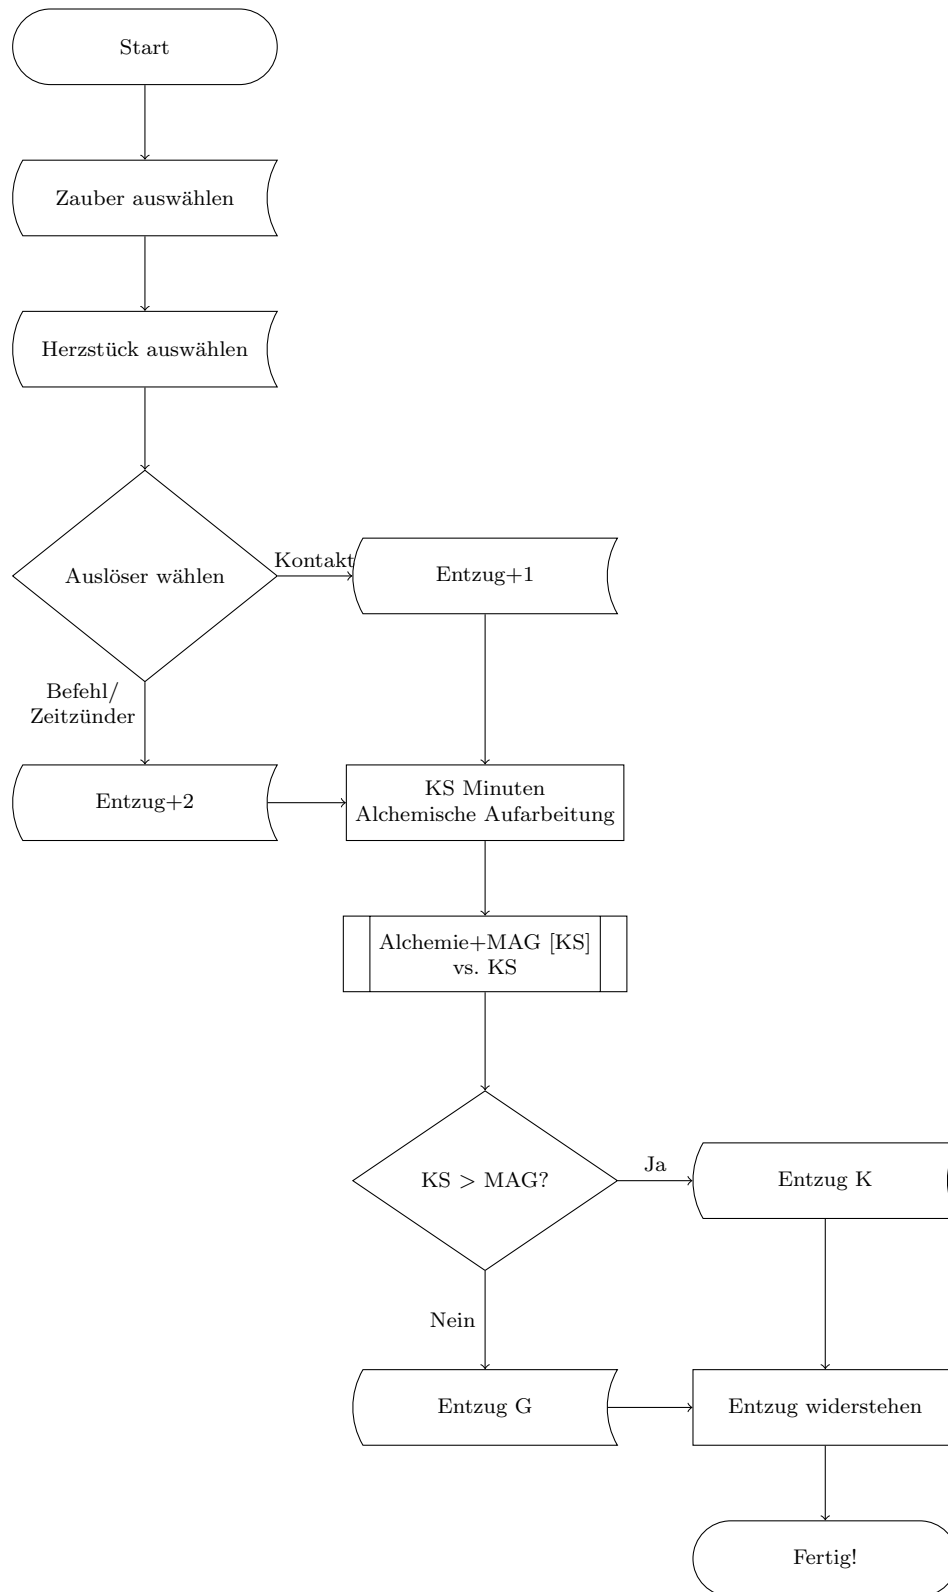 Start
Zauber auswählen
Herzstück auswählen
Auslöser wählen
Kontakt
Entzug+1
Befehl/
Zeitzünder
Entzug+2
KS Minuten
Alchemische Aufarbeitung
Alchemie+MAG [KS]
vs. KS
KS > MAG?
Ja
Entzug K
Nein
Entzug G
Entzug widerstehen
Fertig!